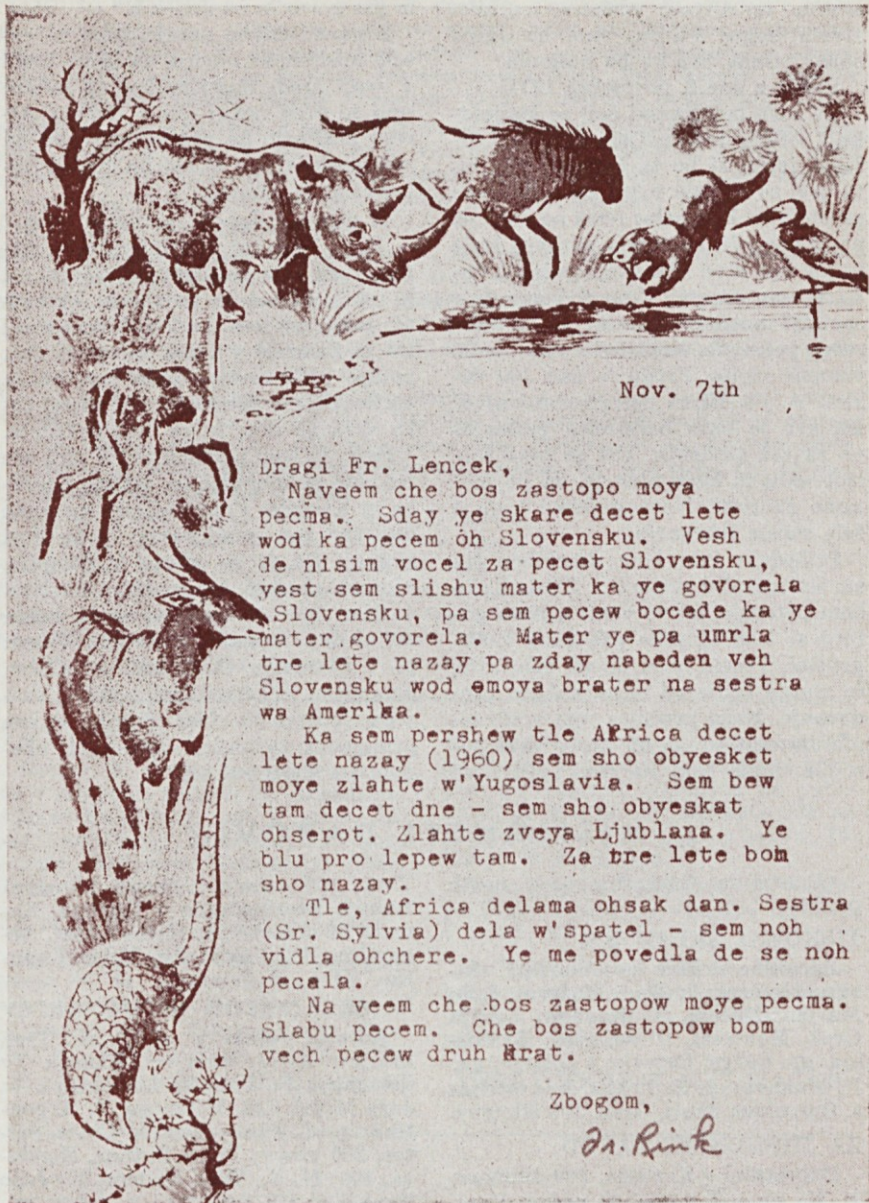 Nov. 7th
Dragi Fr. Lencek,
Naveem che bos zastopo moya
pecma. Sday ye skare decet lete
wod ka pecem oh Slovensku. Vesh
de nisim vocel za pecet Slovensku,
yest sem slishu mater ka ye govorela
Slovensku, pa sem pecew bocede ka ye
mater govorela. Mater ye pa umrla
tre lete nazay pa zday nabeden veh
Slovensku wod emoya brater na sestra
wa Amerika.
Ka sem pershew tle Africa decet
lete nazay (1960) sem sho obyesket
moye zlahte w'Yugoslavia. Sem bew
tam decet dne - sem sho obyeskat
ohserot. Zlahte zveya Ljublana. Ye
blu pro lepew tam. Za tre lete bom
sho nazay.
Tle, Africa delama ohsak dan. Sestra
(Sr. Sylvia) dela w'spatel - sem noh
vidla ohchere. Ye me povedla de se noh
pecala.
Na veem che bos zastopow moye pecma.
Slabu pecem. Che bos zastopow bom
vech pecew druh krat.
Zbogom,
Fr. Rink